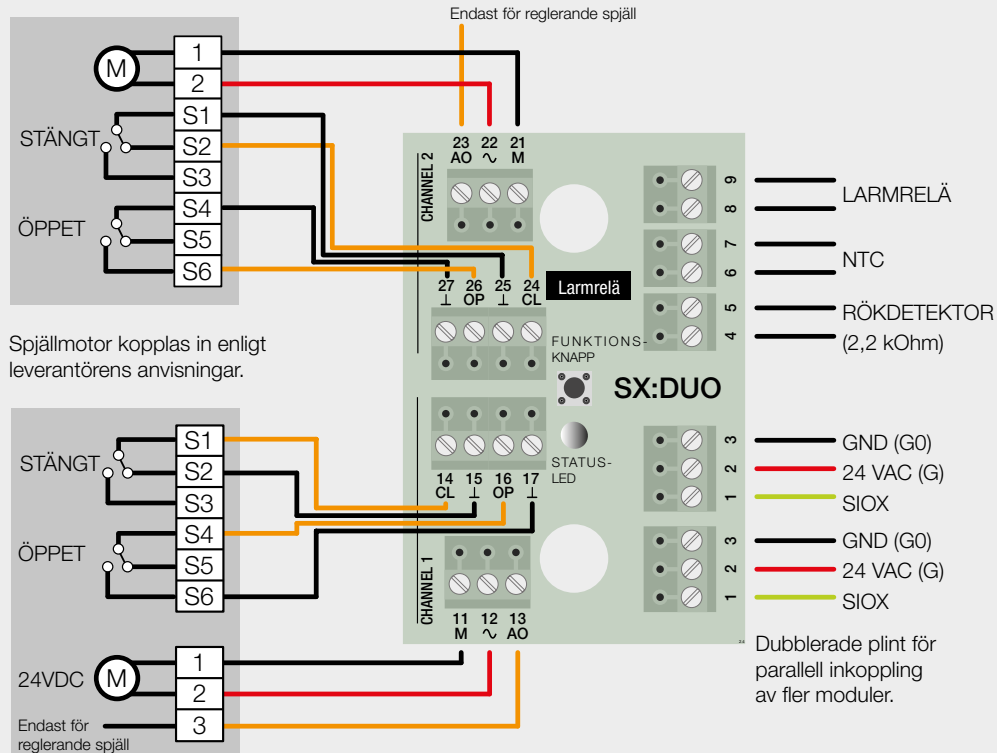 Endast för reglerande spjäll
M
1
2
STÄNGT
S1
S2
S3
ÖPPET
S4
S5
S6
Spjällmotor kopplas in enligt
leverantörens anvisningar.
STÄNGT
S1
S2
S3
ÖPPET
S4
S5
S6
24VDC
M
1
2
3
Endast för
reglerande spjäll
CHANNEL 2
23 22 21
AO ∿ M
27 26 25 24
⊥ OP ⊥ CL
Larmrelä
FUNKTIONS-
KNAPP
SX:DUO
STATUS-
LED
CHANNEL 1
14 15 16 17
CL ⊥ OP ⊥
11 12 13
M ∿ AO
9
8
LARMRELÄ
7
6
NTC
5
4
RÖKDETEKTOR
(2,2 kOhm)
3 GND (G0)
2 24 VAC (G)
1 SIOX
3 GND (G0)
2 24 VAC (G)
1 SIOX
Dubblerade plint för
parallell inkoppling
av fler moduler.